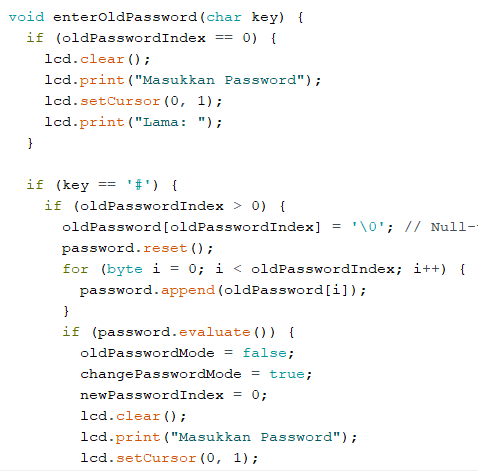 void enterOldPassword(char key) {
  if (oldPasswordIndex == 0) {
    lcd.clear();
    lcd.print("Masukkan Password");
    lcd.setCursor(0, 1);
    lcd.print("Lama: ");
  }

  if (key == '#') {
    if (oldPasswordIndex > 0) {
      oldPassword[oldPasswordIndex] = '\0'; // Null-
      password.reset();
      for (byte i = 0; i < oldPasswordIndex; i++) {
        password.append(oldPassword[i]);
      }
      if (password.evaluate()) {
        oldPasswordMode = false;
        changePasswordMode = true;
        newPasswordIndex = 0;
        lcd.clear();
        lcd.print("Masukkan Password");
        lcd.setCursor(0, 1);